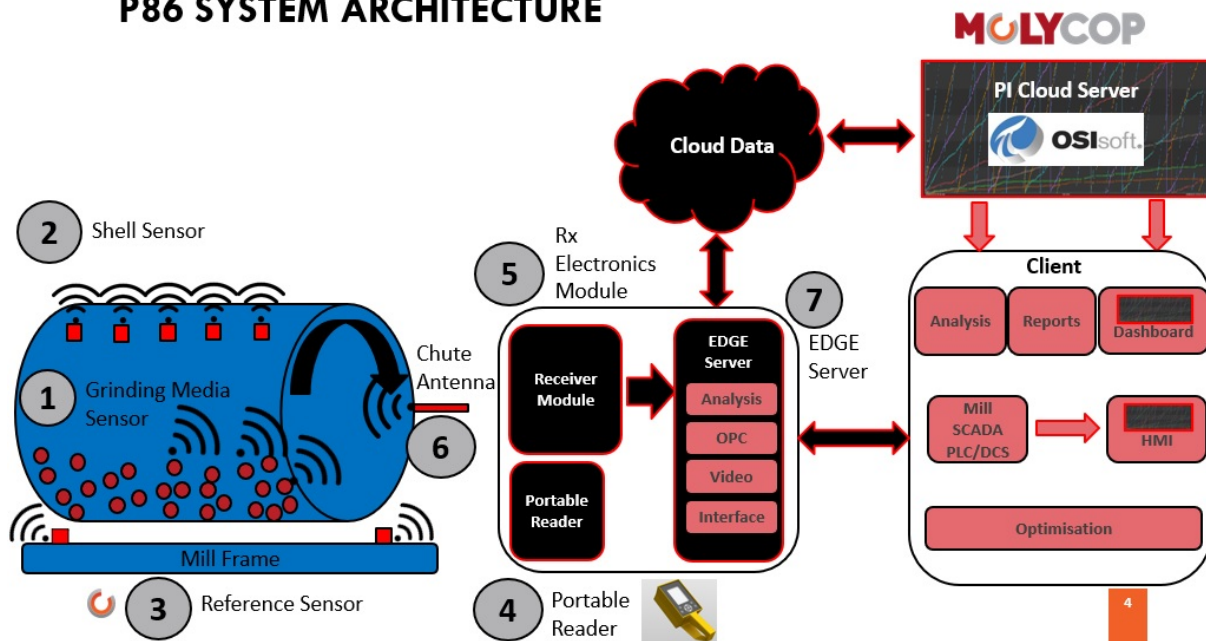 P86 SYSTEM ARCHITECTURE
MOLYCOP
PI Cloud Server
OSIsoft.
Cloud Data
2
Shell Sensor
5
Rx
Electronics
Module
7
EDGE
Server
Client
Analysis
Reports
Dashboard
1
Grinding Media
Sensor
Chute
Antenna
6
Receiver
Module
Portable
Reader
EDGE
Server
Analysis
OPC
Video
Interface
Mill
SCADA
PLC/DCS
HMI
Optimisation
Mill Frame
3
Reference Sensor
4
Portable
Reader
4